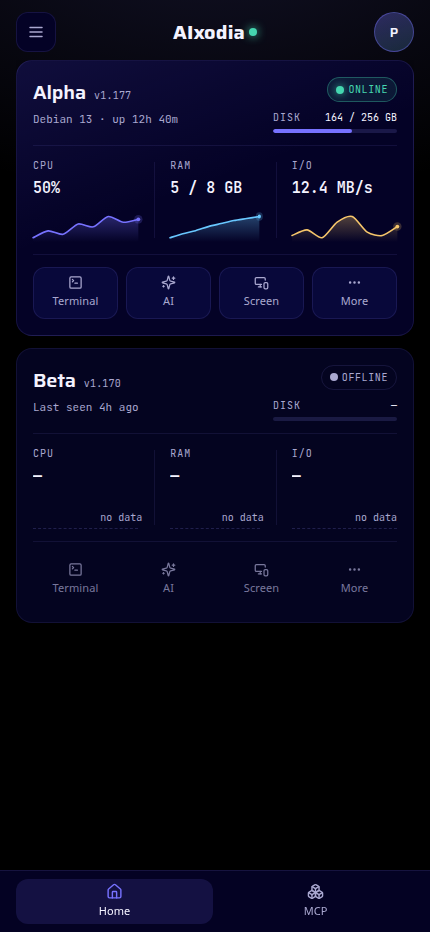 AIxodia
P
Alpha v1.177
ONLINE
Debian 13 · up 12h 40m
DISK 164 / 256 GB
CPU RAM I/O
50% 5 / 8 GB 12.4 MB/s
Terminal AI Screen More
Beta v1.170
OFFLINE
Last seen 4h ago
DISK —
CPU RAM I/O
— — —
no data no data no data
Terminal AI Screen More
Home MCP